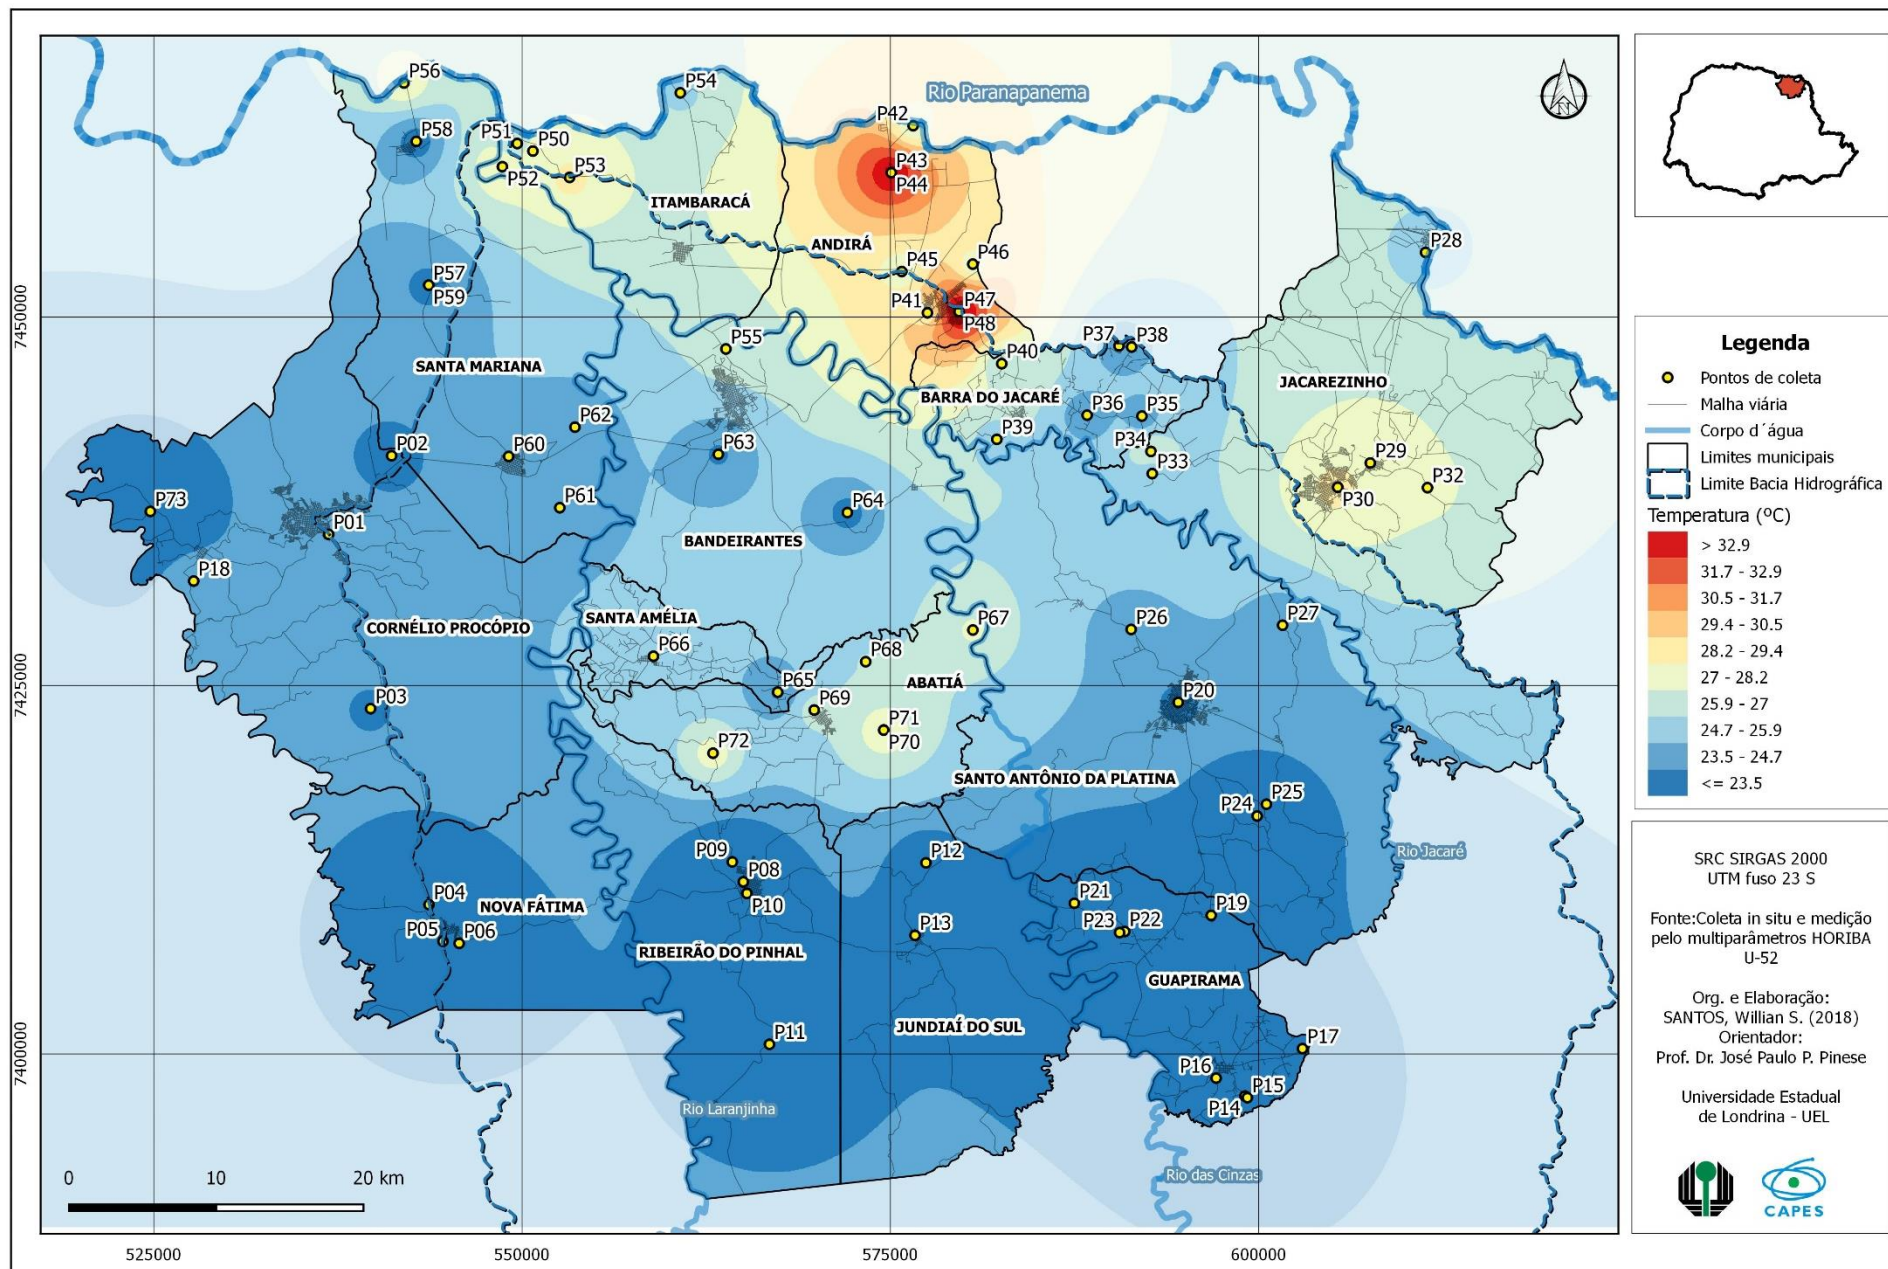 P56
P54
Rio Paranapanema
P42
P58
P51
P50
P53
P52
P43
P44
ITAMBARACÁ
ANDIRÁ
P28
P45
P46
P57
P59
P41
P47
P48
7450000
P37
P38
P55
P40
SANTA MARIANA
JACAREZINHO
BARRA DO JACARÉ
P36
P35
P62
P39
P02
P60
P63
P34
P33
P29
P32
P30
P73
P61
P64
P01
BANDEIRANTES
P18
SANTA AMÉLIA
CORNÉLIO PROCÓPIO
P67
P26
P27
P66
P68
ABATIÁ
P65
7425000
P03
P69
P20
P71
P70
P72
SANTO ANTÔNIO DA PLATINA
P24
P25
P09
P08
P12
Rio Jacaré
P10
P04
NOVA FÁTIMA
P21
P19
P05
P06
P13
P23
P22
RIBEIRÃO DO PINHAL
GUAPIRAMA
JUNDIAÍ DO SUL
P11
P17
7400000
P16
P15
P14
Rio Laranjinha
Rio das Cinzas
0 10 20 km
525000 550000 575000 600000
Legenda
Pontos de coleta
Malha viária
Corpo d´água
Limites municipais
Limite Bacia Hidrográfica
Temperatura (ºC)
> 32.9
31.7 - 32.9
30.5 - 31.7
29.4 - 30.5
28.2 - 29.4
27 - 28.2
25.9 - 27
24.7 - 25.9
23.5 - 24.7
<= 23.5
SRC SIRGAS 2000
UTM fuso 23 S
Fonte:Coleta in situ e medição
pelo multiparâmetros HORIBA
U-52
Org. e Elaboração:
SANTOS, Willian S. (2018)
Orientador:
Prof. Dr. José Paulo P. Pinese
Universidade Estadual
de Londrina - UEL
CAPES